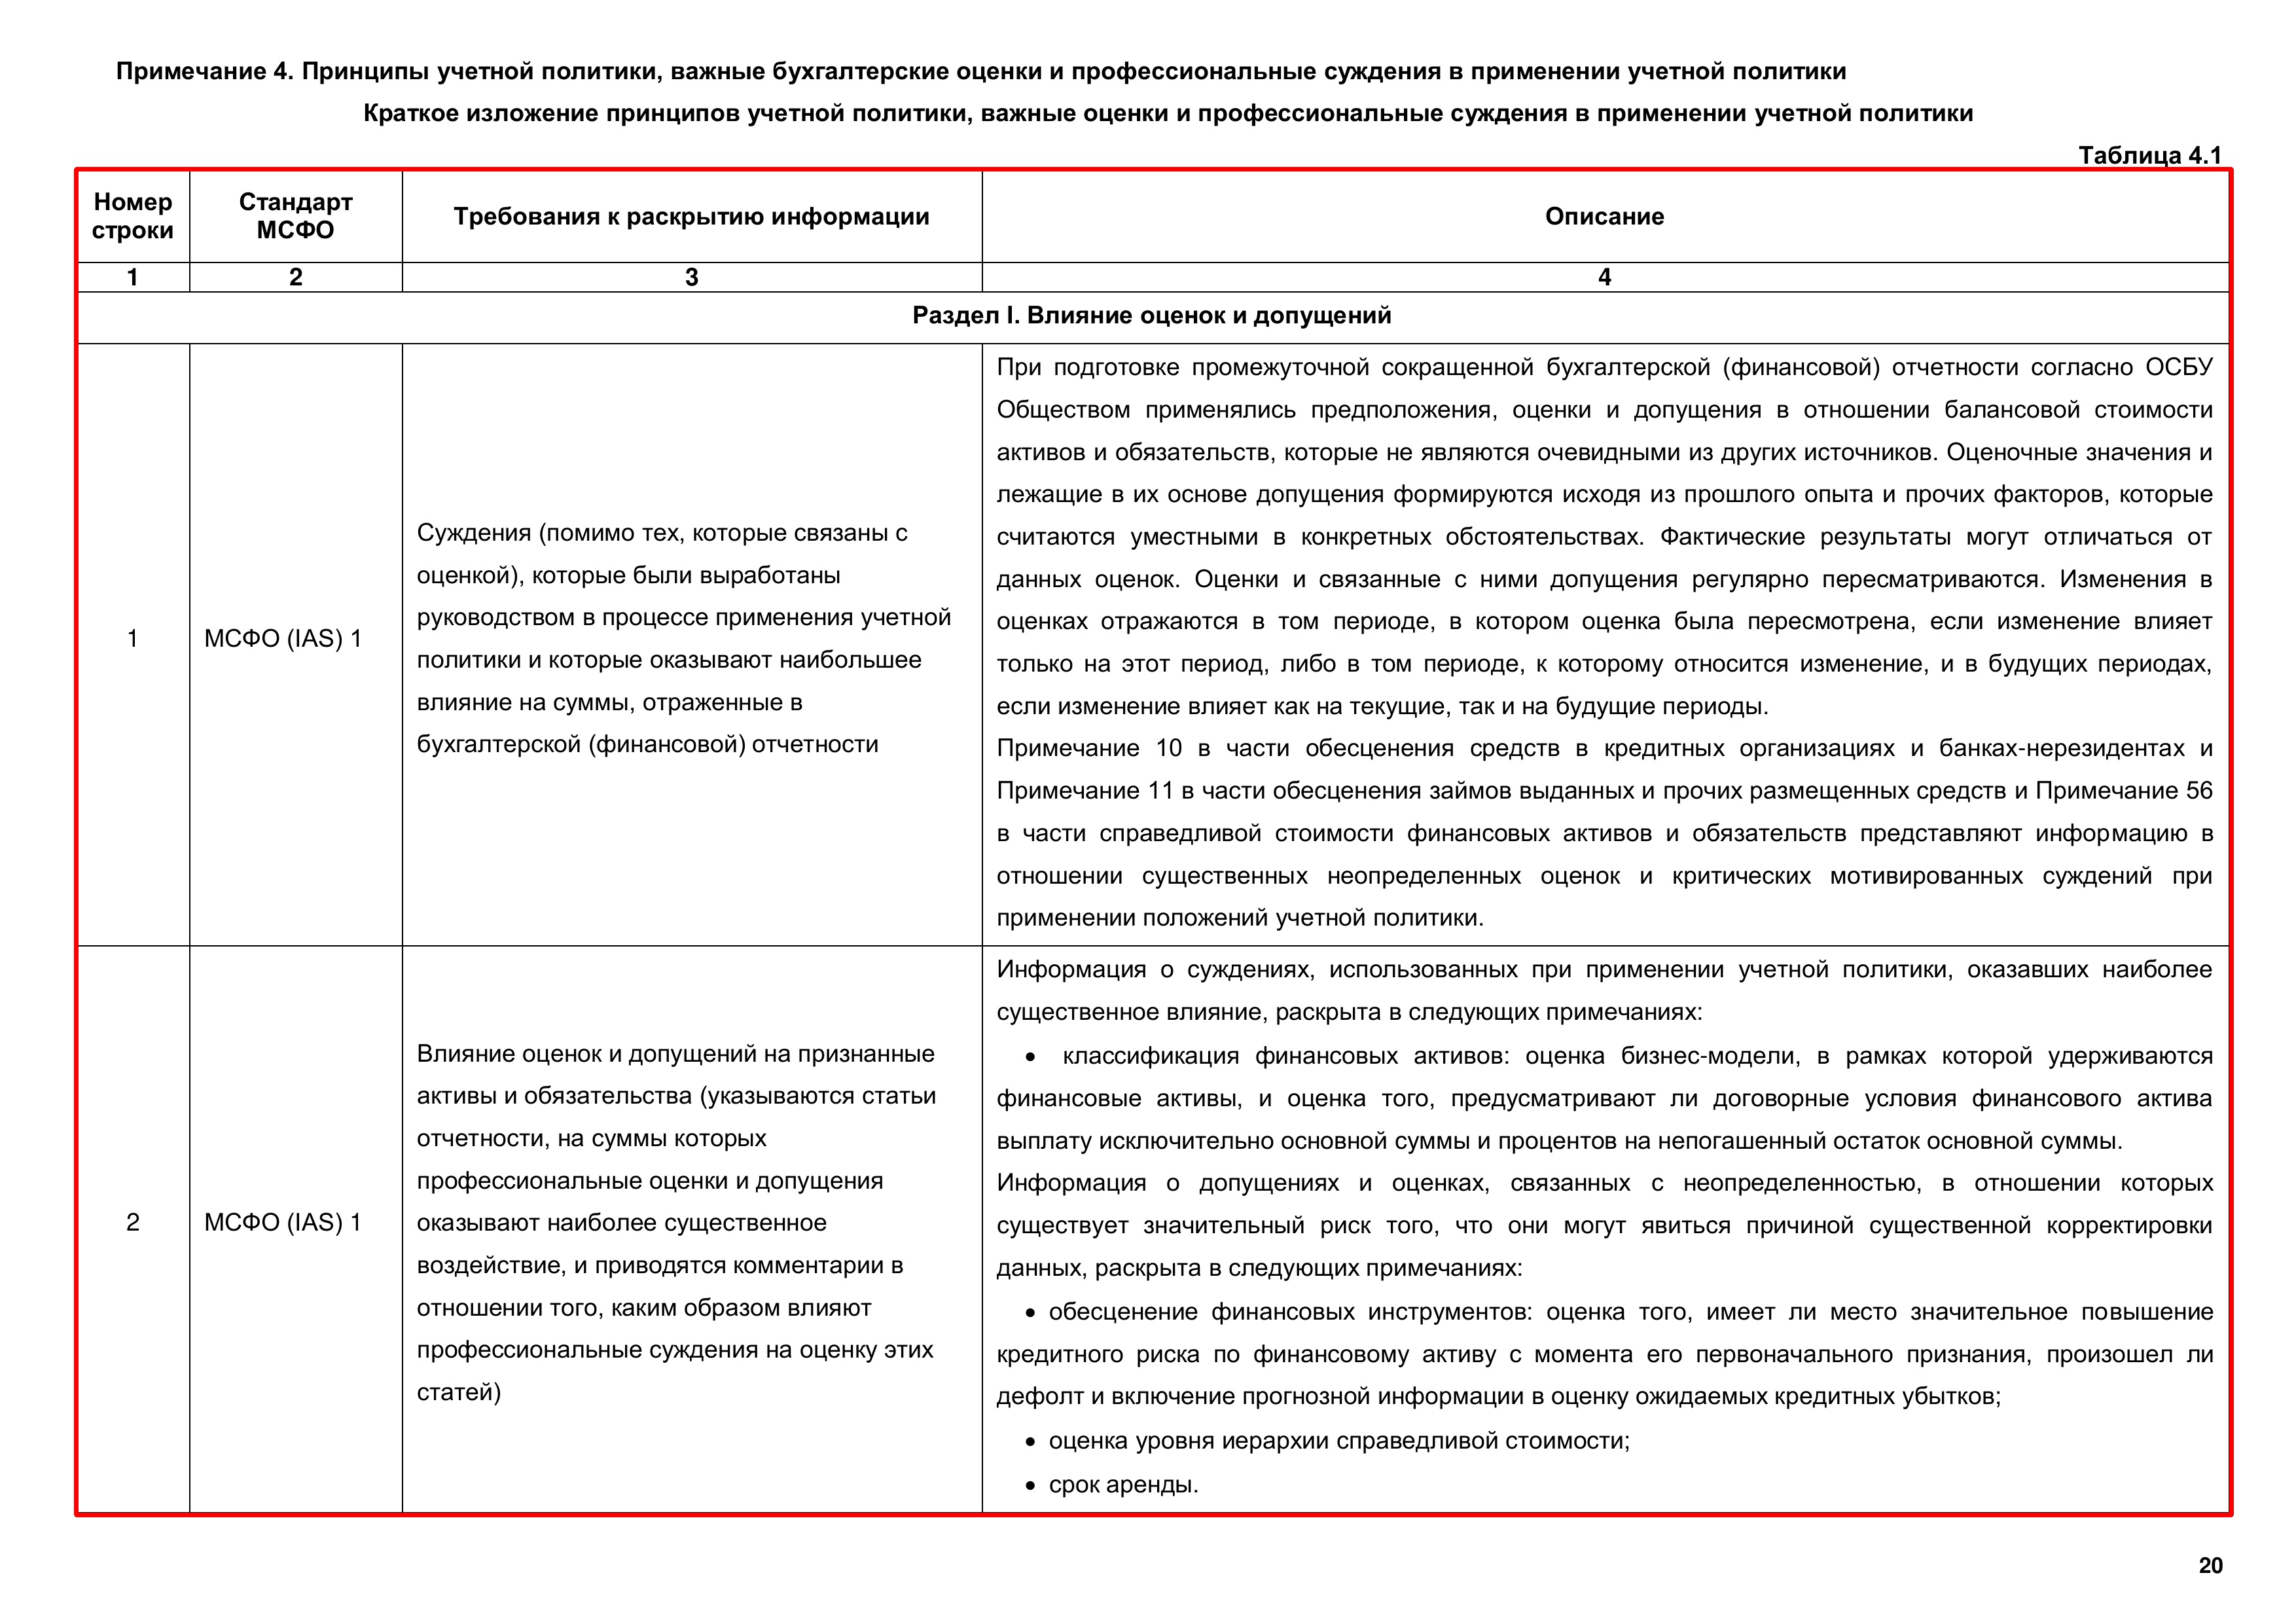 Примечание 4. Принципы учетной политики, важные бухгалтерские оценки и профессиональные суждения в применении учетной политики
Краткое изложение принципов учетной политики, важные оценки и профессиональные суждения в применении учетной политики
Таблица 4.1
Номер строки
Стандарт МСФО
Требования к раскрытию информации
Описание
1
2
3
4
Раздел I. Влияние оценок и допущений
1
МСФО (IAS) 1
Суждения (помимо тех, которые связаны с
оценкой), которые были выработаны
руководством в процессе применения учетной
политики и которые оказывают наибольшее
влияние на суммы, отраженные в
бухгалтерской (финансовой) отчетности
При подготовке промежуточной сокращенной бухгалтерской (финансовой) отчетности согласно ОСБУ
Обществом применялись предположения, оценки и допущения в отношении балансовой стоимости
активов и обязательств, которые не являются очевидными из других источников. Оценочные значения и
лежащие в их основе допущения формируются исходя из прошлого опыта и прочих факторов, которые
считаются уместными в конкретных обстоятельствах. Фактические результаты могут отличаться от
данных оценок. Оценки и связанные с ними допущения регулярно пересматриваются. Изменения в
оценках отражаются в том периоде, в котором оценка была пересмотрена, если изменение влияет
только на этот период, либо в том периоде, к которому относится изменение, и в будущих периодах,
если изменение влияет как на текущие, так и на будущие периоды.
Примечание 10 в части обесценения средств в кредитных организациях и банках-нерезидентах и
Примечание 11 в части обесценения займов выданных и прочих размещенных средств и Примечание 56
в части справедливой стоимости финансовых активов и обязательств представляют информацию в
отношении существенных неопределенных оценок и критических мотивированных суждений при
применении положений учетной политики.
2
МСФО (IAS) 1
Влияние оценок и допущений на признанные
активы и обязательства (указываются статьи
отчетности, на суммы которых
профессиональные оценки и допущения
оказывают наиболее существенное
воздействие, и приводятся комментарии в
отношении того, каким образом влияют
профессиональные суждения на оценку этих
статей)
Информация о суждениях, использованных при применении учетной политики, оказавших наиболее
существенное влияние, раскрыта в следующих примечаниях:
• классификация финансовых активов: оценка бизнес-модели, в рамках которой удерживаются
финансовые активы, и оценка того, предусматривают ли договорные условия финансового актива
выплату исключительно основной суммы и процентов на непогашенный остаток основной суммы.
Информация о допущениях и оценках, связанных с неопределенностью, в отношении которых
существует значительный риск того, что они могут явиться причиной существенной корректировки
данных, раскрыта в следующих примечаниях:
• обесценение финансовых инструментов: оценка того, имеет ли место значительное повышение
кредитного риска по финансовому активу с момента его первоначального признания, произошел ли
дефолт и включение прогнозной информации в оценку ожидаемых кредитных убытков;
• оценка уровня иерархии справедливой стоимости;
• срок аренды.
20